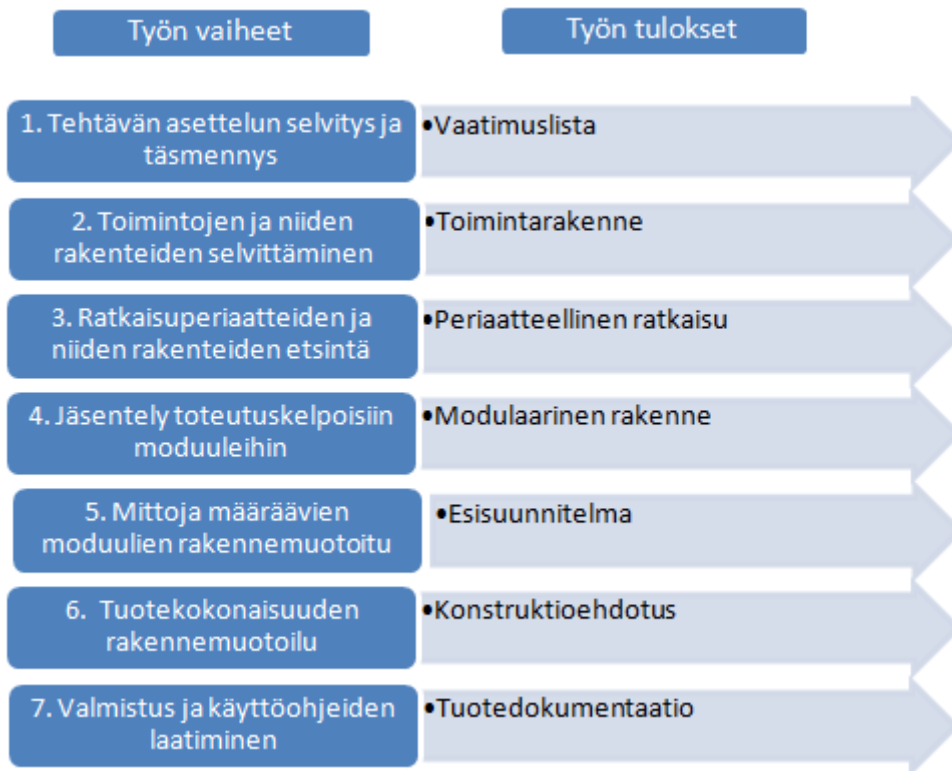 Työn vaiheet
Työn tulokset
1. Tehtävän asettelun selvitys ja
täsmennys
•Vaatimuslista
2. Toimintojen ja niiden
rakenteiden selvittäminen
•Toimintarakenne
3. Ratkaisuperiaatteiden ja
niiden rakenteiden etsintä
•Periaatteellinen ratkaisu
4. Jäsentely toteutuskelpoisiin
moduuleihin
•Modulaarinen rakenne
5. Mittoja määräävien
moduulien rakennemuotoitu
•Esisuunnitelma
6. Tuotekokonaisuuden
rakennemuotoilu
•Konstruktioehdotus
7. Valmistus ja käyttöohjeiden
laatiminen
•Tuotedokumentaatio